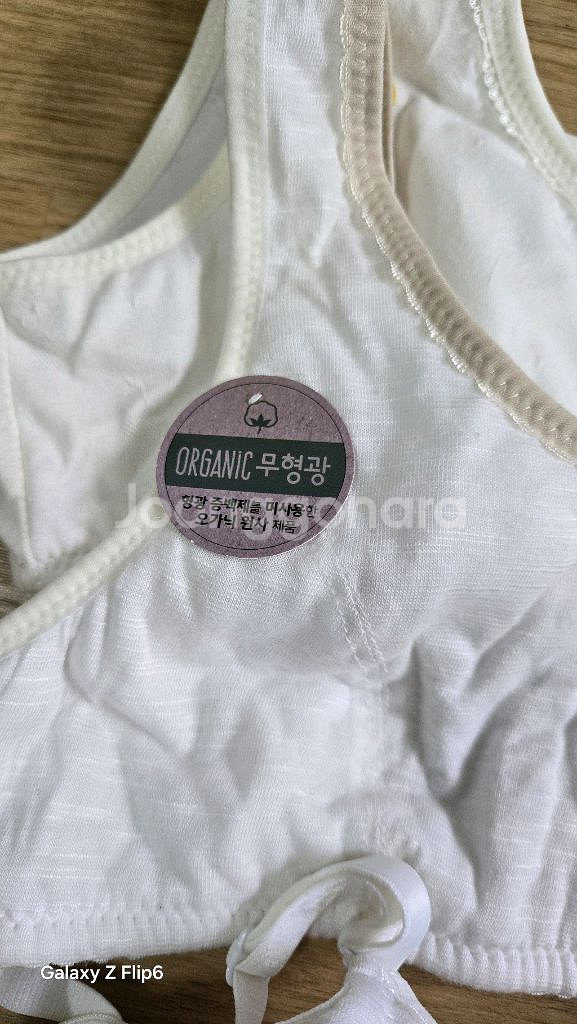 ORGANIC 무형광
형광 증백제를 미사용한
오가닉 원사 제품
Joonggonara
Galaxy Z Flip6